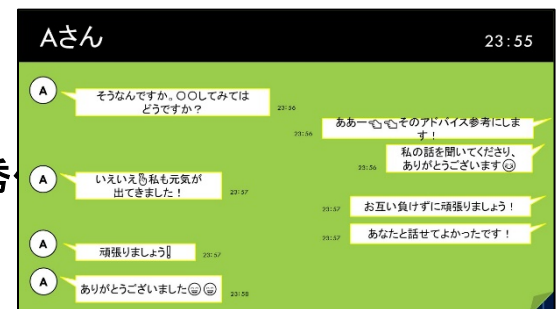 Aさん
23:55
A
そうなんですか。〇〇してみては
どうですか？
23:56
ああー👈👈そのアドバイス参考にしま
す！
23:56
私の話を聞いてくださり、
ありがとうございます☺
23:56
A
いえいえ👌私も元気が
出てきました！
23:57
お互い負けずに頑張りましょう！
23:57
あなたと話せてよかったです！
23:57
A
頑張りましょう❕
23:57
A
ありがとうございました😄😄
23:58